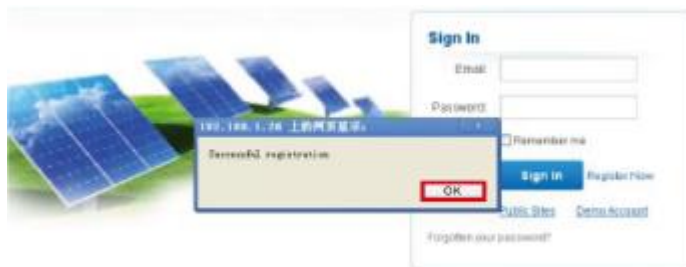 Sign In
Email
Password
192.168.1.20 上的网页显示:
Successful registration
Remember me
OK
Sign In
Register Now
Public Sites
Demo Account
Forgotten your password?